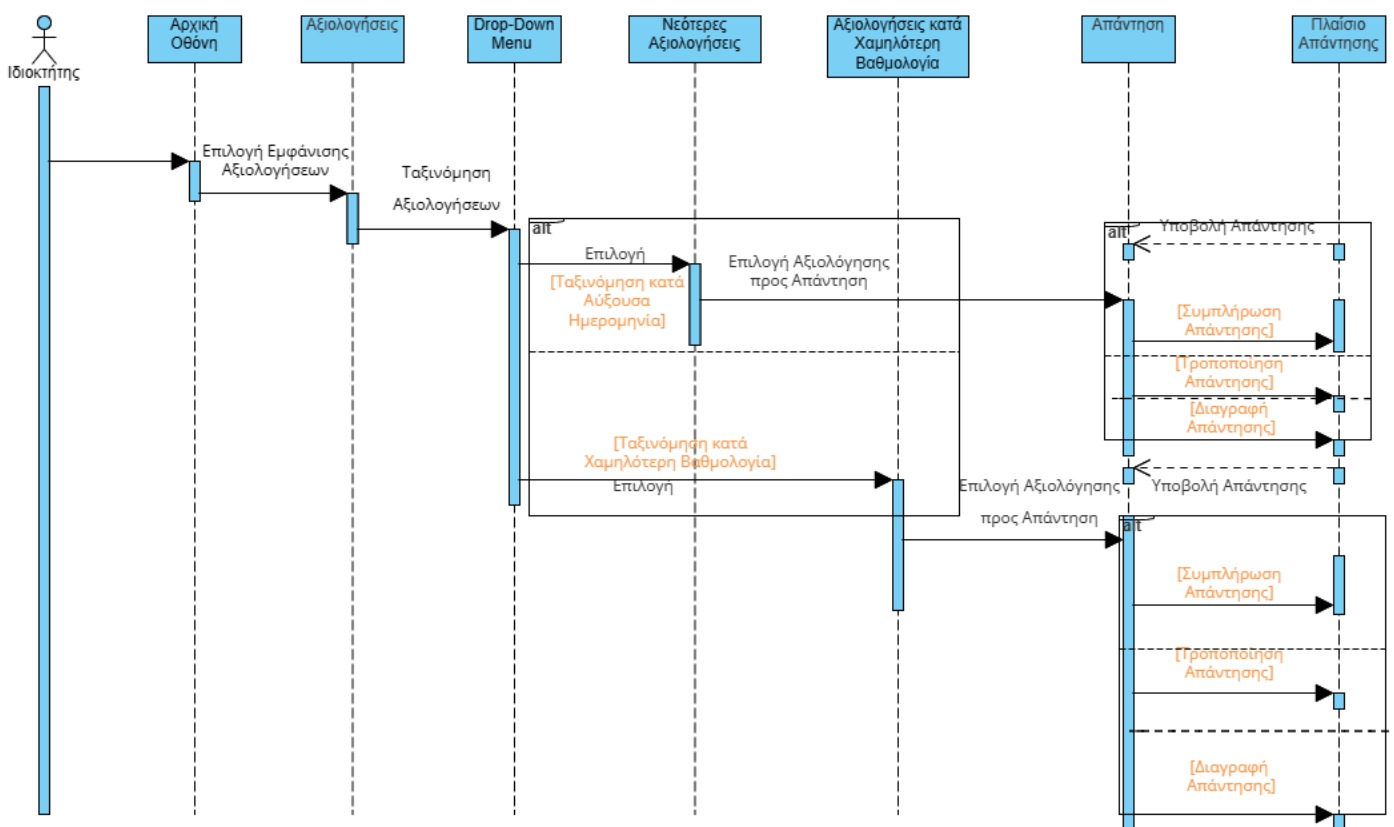 Ιδιοκτήτης
Αρχική
Οθόνη
Αξιολογήσεις
Drop-Down
Menu
Νεότερες
Αξιολογήσεις
Αξιολογήσεις κατά
Χαμηλότερη
Βαθμολογία
Απάντηση
Πλαίσιο
Απάντησης
Επιλογή Εμφάνισης
Αξιολογήσεων
Ταξινόμηση
Αξιολογήσεων
alt
Επιλογή
[Ταξινόμηση κατά
Αύξουσα
Ημερομηνία]
Επιλογή Αξιολόγησης
προς Απάντηση
alt
Υποβολή Απάντησης
[Συμπλήρωση
Απάντησης]
[Τροποποίηση
Απάντησης]
[Διαγραφή
Απάντησης]
[Ταξινόμηση κατά
Χαμηλότερη Βαθμολογία]
Επιλογή
Επιλογή Αξιολόγησης
προς Απάντηση
Υποβολή Απάντησης
alt
[Συμπλήρωση
Απάντησης]
[Τροποποίηση
Απάντησης]
[Διαγραφή
Απάντησης]